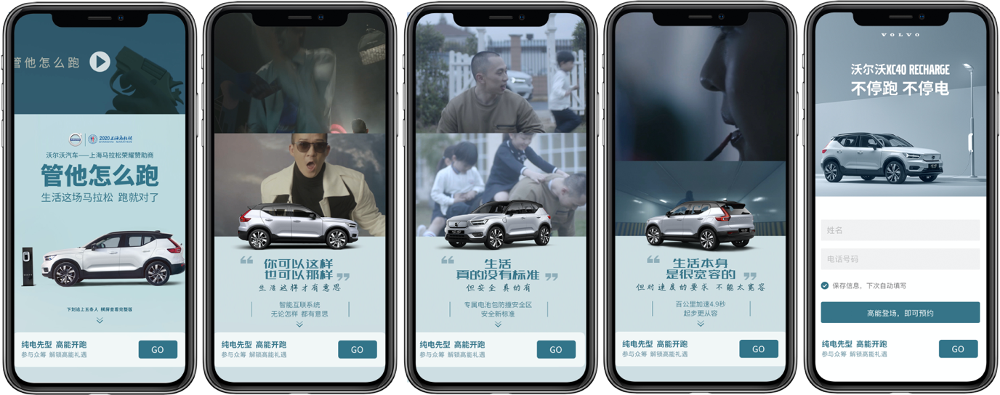 管他怎么跑
VOLVO
2020上海马拉松
SHANGHAI MARATHON
沃尔沃汽车——上海马拉松荣耀赞助商
管他怎么跑
生活这场马拉松 跑就对了
下划追上五条人 横屏查看完整版
纯电先型 高能开跑
参与众筹 解锁高能礼遇
GO
“你可以这样
也可以那样”
生活这样才有意思
智能互联系统
无论怎样 都有意思
纯电先型 高能开跑
参与众筹 解锁高能礼遇
GO
“生活
真的没有标准”
但安全 真的有
专属电池包防撞安全区
安全新标准
纯电先型 高能开跑
参与众筹 解锁高能礼遇
GO
“生活本身
是很宽容的”
但对速度的要求 不能太宽容
百公里加速4.9秒
起步更从容
纯电先型 高能开跑
参与众筹 解锁高能礼遇
GO
VOLVO
沃尔沃XC40 RECHARGE
不停跑 不停电
姓名
电话号码
保存信息，下次自动填写
高能登场，即可预约
纯电先型 高能开跑
参与众筹 解锁高能礼遇
GO